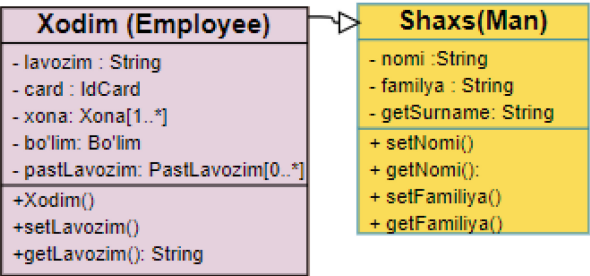 Xodim (Employee)
- lavozim : String
- card : IdCard
- xona: Xona[1..*]
- bo'lim: Bo'lim
- pastLavozim: PastLavozim[0..*]
+Xodim()
+setLavozim()
+getLavozim(): String
Shaxs(Man)
- nomi :String
- familya : String
- getSurname: String
+ setNomi()
+ getNomi():
+ setFamiliya()
+ getFamiliya()